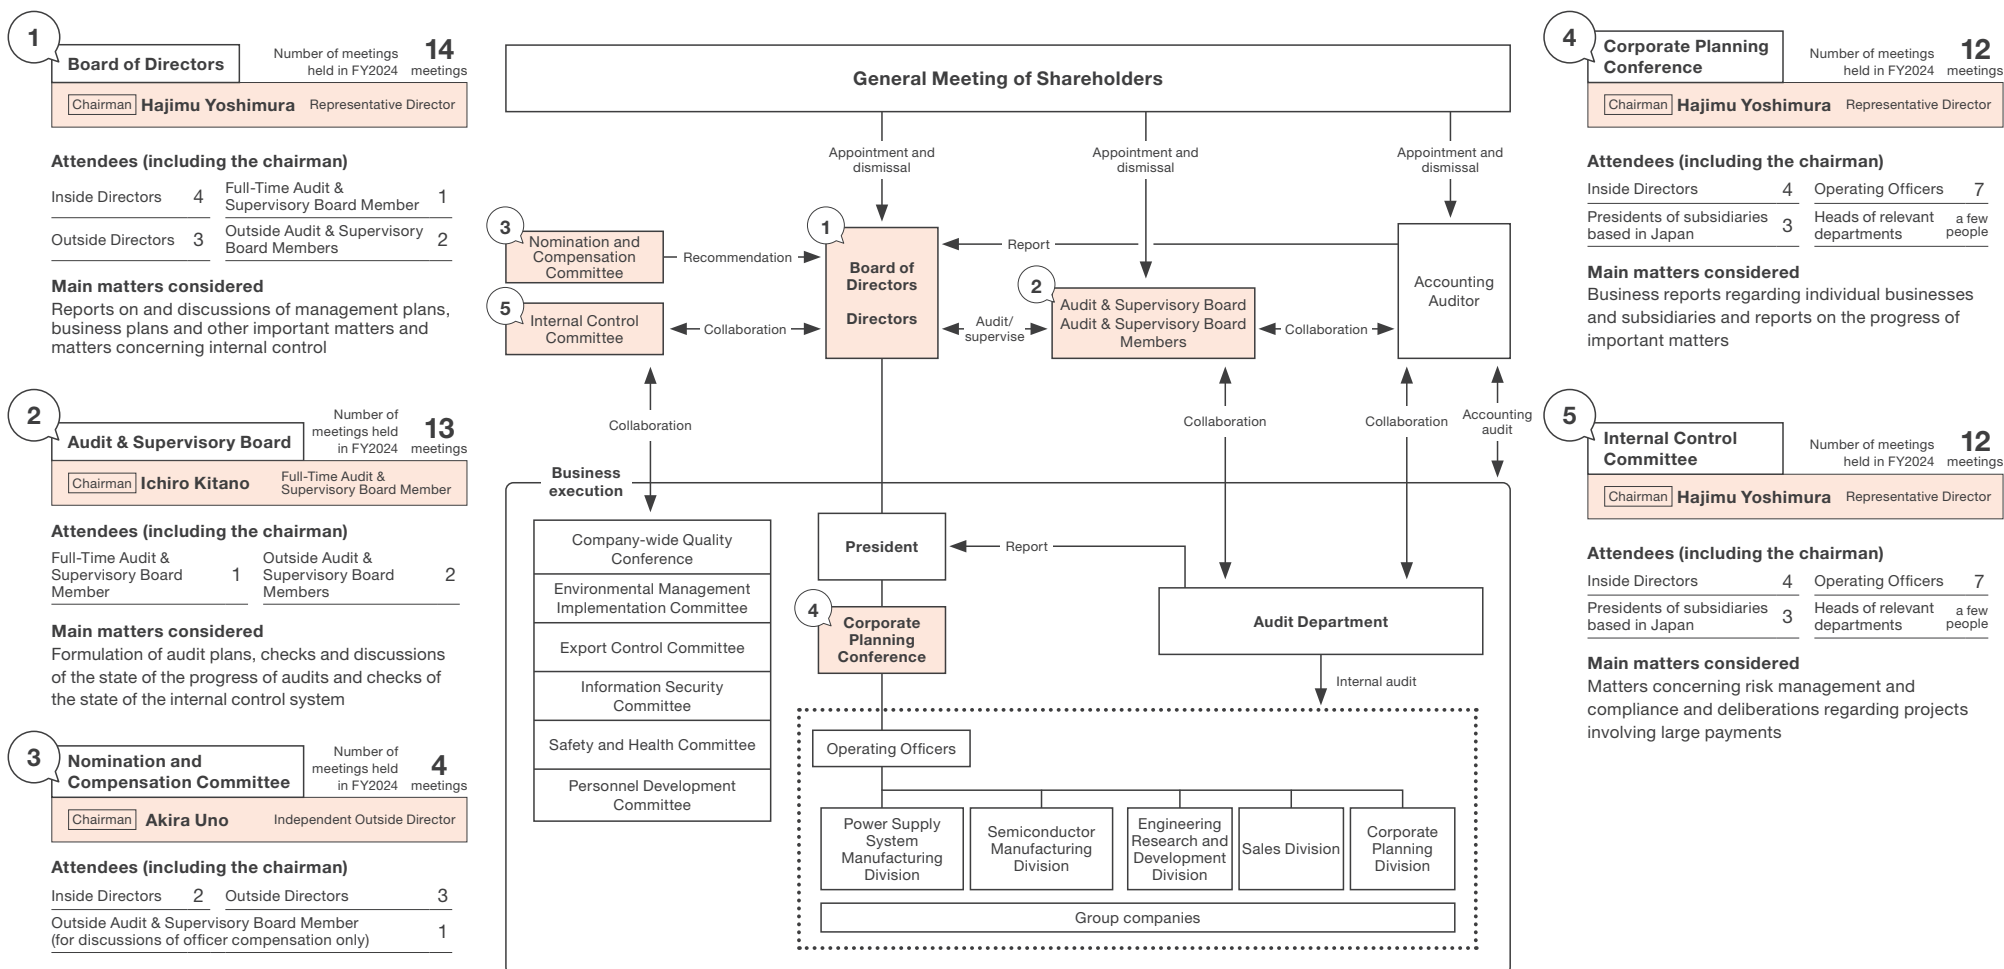 1
Board of Directors
Number of meetings
held in FY2024
14
meetings
Chairman Hajimu Yoshimura Representative Director
Attendees (including the chairman)
Inside Directors 4
Full-Time Audit &
Supervisory Board Member 1
Outside Directors 3
Outside Audit & Supervisory
Board Members 2
Main matters considered
Reports on and discussions of management plans,
business plans and other important matters and
matters concerning internal control
2
Audit & Supervisory Board
Number of
meetings held
in FY2024
13
meetings
Chairman Ichiro Kitano
Full-Time Audit &
Supervisory Board Member
Attendees (including the chairman)
Full-Time Audit &
Supervisory Board
Member
1
Outside Audit &
Supervisory Board
Members
2
Main matters considered
Formulation of audit plans, checks and discussions
of the state of the progress of audits and checks of
the state of the internal control system
3
Nomination and
Compensation Committee
Number of
meetings held
in FY2024
4
meetings
Chairman Akira Uno Independent Outside Director
Attendees (including the chairman)
Inside Directors 2
Outside Directors 3
Outside Audit & Supervisory Board Member
(for discussions of officer compensation only)
1
General Meeting of Shareholders
Appointment and
dismissal
Appointment and
dismissal
Appointment and
dismissal
3
Nomination and
Compensation
Committee
Recommendation
5
Internal Control
Committee
Collaboration
1
Board of
Directors
Directors
Report
Audit/
supervise
2
Audit & Supervisory Board
Audit & Supervisory Board
Members
Collaboration
Accounting
Auditor
Collaboration
Collaboration
Collaboration
Accounting
audit
Business
execution
Company-wide Quality
Conference
Environmental Management
Implementation Committee
Export Control Committee
Information Security
Committee
Safety and Health Committee
Personnel Development
Committee
President
Report
4
Corporate
Planning
Conference
Audit Department
Internal audit
Operating Officers
Power Supply
System
Manufacturing
Division
Semiconductor
Manufacturing
Division
Engineering
Research and
Development
Division
Sales Division
Corporate
Planning
Division
Group companies
4
Corporate Planning
Conference
Number of meetings
held in FY2024
12
meetings
Chairman Hajimu Yoshimura Representative Director
Attendees (including the chairman)
Inside Directors 4
Operating Officers 7
Presidents of subsidiaries
based in Japan
3
Heads of relevant
departments
a few
people
Main matters considered
Business reports regarding individual businesses
and subsidiaries and reports on the progress of
important matters
5
Internal Control
Committee
Number of meetings
held in FY2024
12
meetings
Chairman Hajimu Yoshimura Representative Director
Attendees (including the chairman)
Inside Directors 4
Operating Officers 7
Presidents of subsidiaries
based in Japan
3
Heads of relevant
departments
a few
people
Main matters considered
Matters concerning risk management and
compliance and deliberations regarding projects
involving large payments